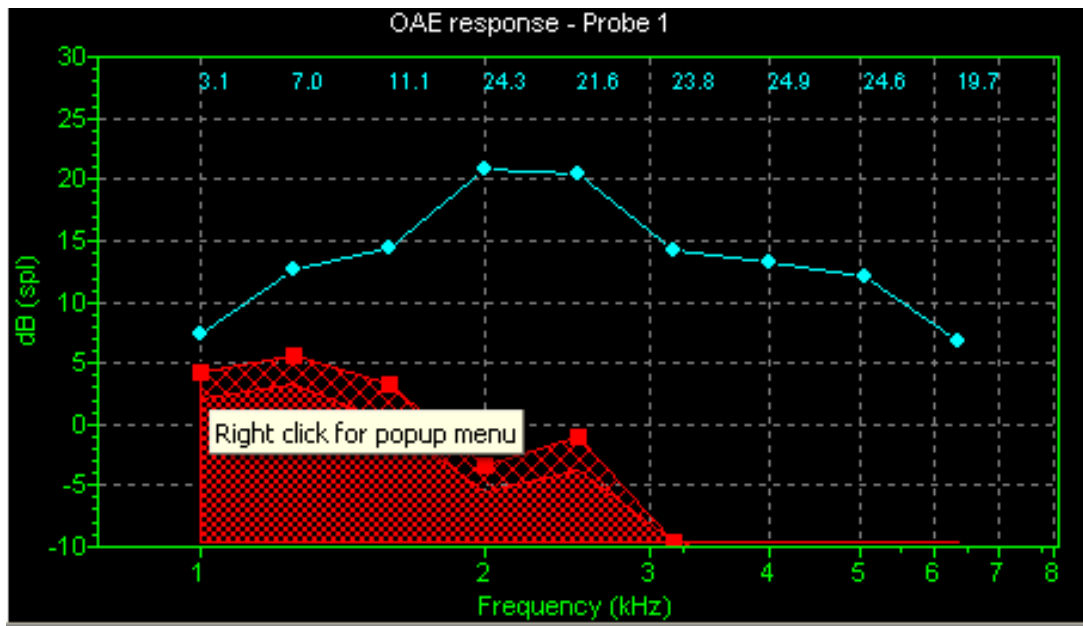 OAE response - Probe 1
30
3.1 7.0 11.1 24.3 21.6 23.8 24.9 24.6 19.7
25
20
15
10
5
0
-5
-10
dB (spl)
Right click for popup menu
1 2 3 4 5 6 7 8
Frequency (kHz)